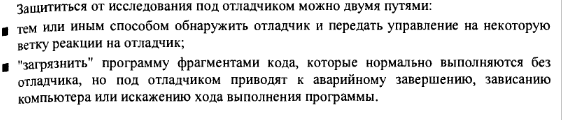 Защититься от исследования под отладчиком можно двумя путями:
■ тем или иным способом обнаружить отладчик и передать управление на некоторую
ветку реакции на отладчик;
■ "загрязнить" программу фрагментами кода, которые нормально выполняются без
отладчика, но под отладчиком приводят к аварийному завершению, зависанию
компьютера или искажению хода выполнения программы.